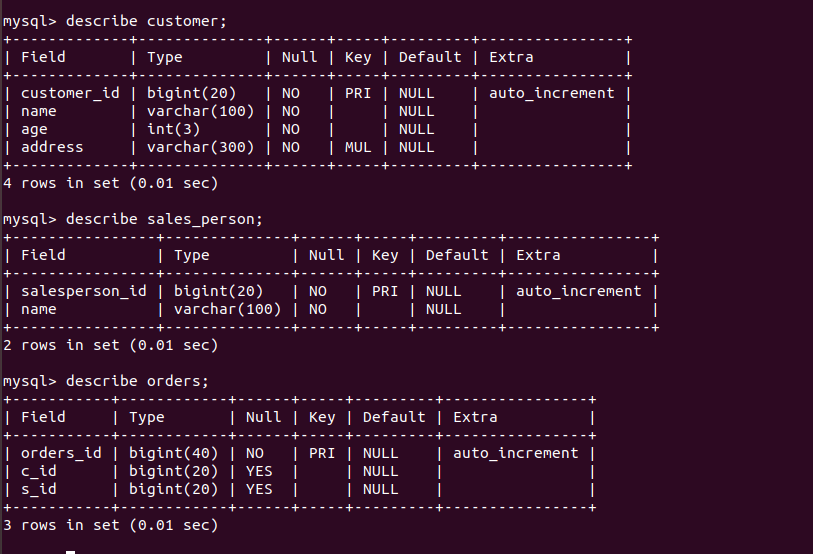 mysql> describe customer;
+-------------+--------------+------+-----+---------+----------------+
| Field       | Type         | Null | Key | Default | Extra          |
+-------------+--------------+------+-----+---------+----------------+
| customer_id | bigint(20)   | NO   | PRI | NULL    | auto_increment |
| name        | varchar(100) | NO   |     | NULL    |                |
| age         | int(3)       | NO   |     | NULL    |                |
| address     | varchar(300) | NO   | MUL | NULL    |                |
+-------------+--------------+------+-----+---------+----------------+
4 rows in set (0.01 sec)

mysql> describe sales_person;
+----------------+--------------+------+-----+---------+----------------+
| Field          | Type         | Null | Key | Default | Extra          |
+----------------+--------------+------+-----+---------+----------------+
| salesperson_id | bigint(20)   | NO   | PRI | NULL    | auto_increment |
| name           | varchar(100) | NO   |     | NULL    |                |
+----------------+--------------+------+-----+---------+----------------+
2 rows in set (0.01 sec)

mysql> describe orders;
+-----------+------------+------+-----+---------+----------------+
| Field     | Type       | Null | Key | Default | Extra          |
+-----------+------------+------+-----+---------+----------------+
| orders_id | bigint(40) | NO   | PRI | NULL    | auto_increment |
| c_id      | bigint(20) | YES  |     | NULL    |                |
| s_id      | bigint(20) | YES  |     | NULL    |                |
+-----------+------------+------+-----+---------+----------------+
3 rows in set (0.01 sec)